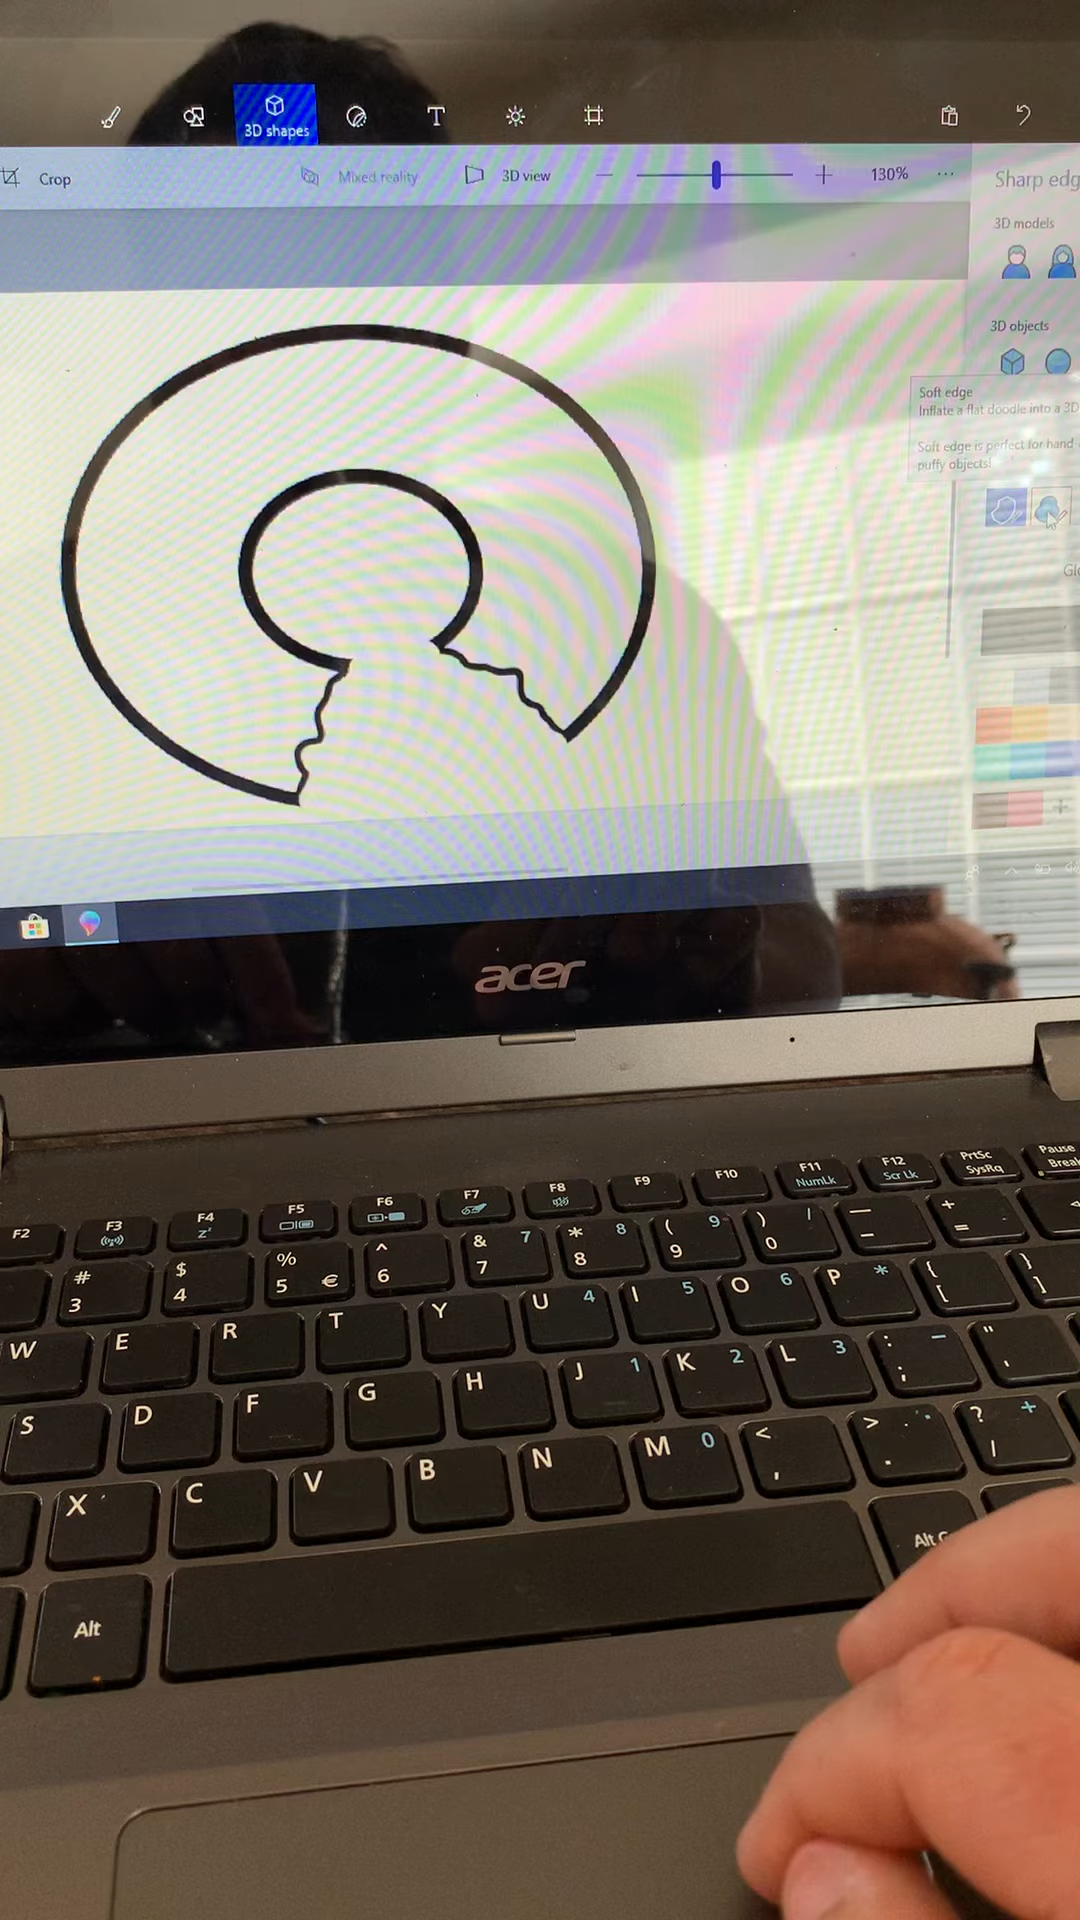 3D shapes
Crop
Mixed reality
3D view
130%
Sharp edg
3D models
3D objects
Soft edge
Inflate a flat doodle into a 3D
Soft edge is perfect for hand
puffy objects!
Glo
acer
F2 F3 F4 F5 F6 F7 F8 F9 F10 F11 NumLk F12 Scr Lk PrtSc SysRq Pause Break
z
# 3 $ 4 % 5 € ^ 6 & 7 7 * 8 8 ( 9 9 ) 0 / — - + =
W E R T Y U 4 I 5 O 6 P * { [ } ]
S D F G H J 1 K 2 L 3 : ; - " '
X C V B N M 0 < , > . . ? / +
Alt
Alt G